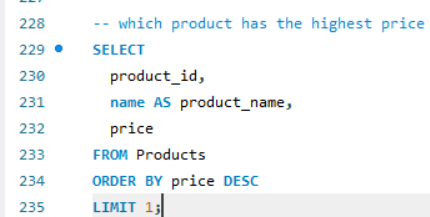 228 -- which product has the highest price
229 SELECT
230 product_id,
231 name AS product_name,
232 price
233 FROM Products
234 ORDER BY price DESC
235 LIMIT 1;